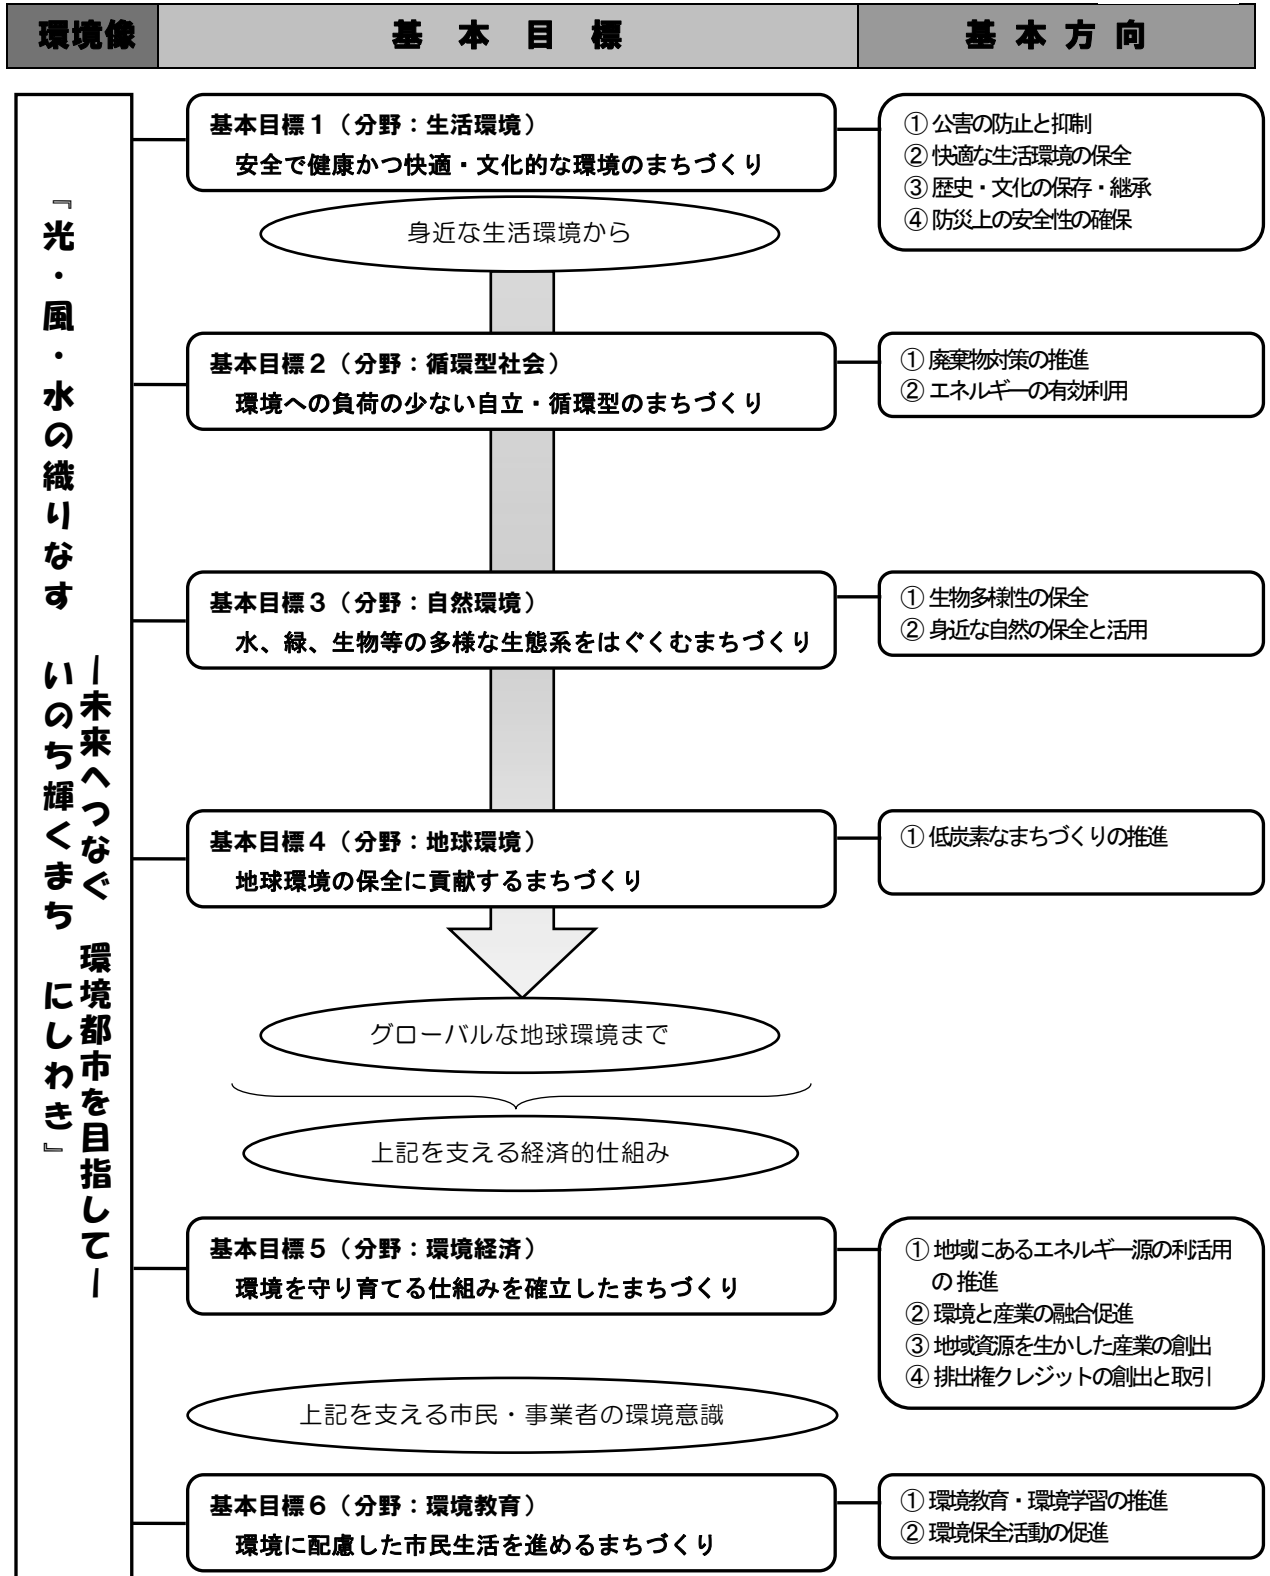 環境像
基本目標
基本方向
『光・風・水の織りなす いのち輝くまち にしわき』
―未来へつなぐ 環境都市を目指して―
基本目標1（分野：生活環境）
安全で健康かつ快適・文化的な環境のまちづくり
① 公害の防止と抑制
② 快適な生活環境の保全
③ 歴史・文化の保存・継承
④ 防災上の安全性の確保
身近な生活環境から
基本目標2（分野：循環型社会）
環境への負荷の少ない自立・循環型のまちづくり
① 廃棄物対策の推進
② エネルギーの有効利用
基本目標3（分野：自然環境）
水、緑、生物等の多様な生態系をはぐくむまちづくり
① 生物多様性の保全
② 身近な自然の保全と活用
基本目標4（分野：地球環境）
地球環境の保全に貢献するまちづくり
① 低炭素なまちづくりの推進
グローバルな地球環境まで
上記を支える経済的仕組み
基本目標5（分野：環境経済）
環境を守り育てる仕組みを確立したまちづくり
① 地域にあるエネルギー源の利活用
の推進
② 環境と産業の融合促進
③ 地域資源を生かした産業の創出
④ 排出権クレジットの創出と取引
上記を支える市民・事業者の環境意識
基本目標6（分野：環境教育）
環境に配慮した市民生活を進めるまちづくり
① 環境教育・環境学習の推進
② 環境保全活動の促進